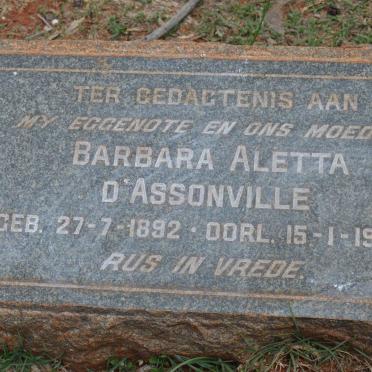 TER GEDACTENIS AAN
MY EGGENOTE EN ONS MOED
BARBARA ALETTA
D'ASSONVILLE
GEB. 27-7-1892 · OORL. 15-1-19
RUS IN VREDE.